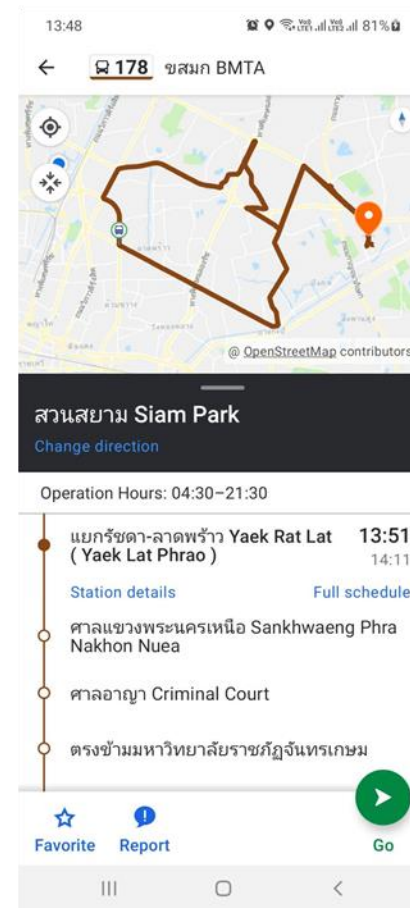 13:48
81%
178 ขสมก BMTA
@ OpenStreetMap contributors
สวนสยาม Siam Park
Change direction
Operation Hours: 04:30–21:30
แยกรัชดา-ลาดพร้าว Yaek Rat Lat
( Yaek Lat Phrao )
13:51
14:11
Station details
Full schedule
ศาลแขวงพระนครเหนือ Sankhwaeng Phra
Nakhon Nuea
ศาลอาญา Criminal Court
ตรงข้ามมหาวิทยาลัยราชภัฏจันทรเกษม
Favorite
Report
Go